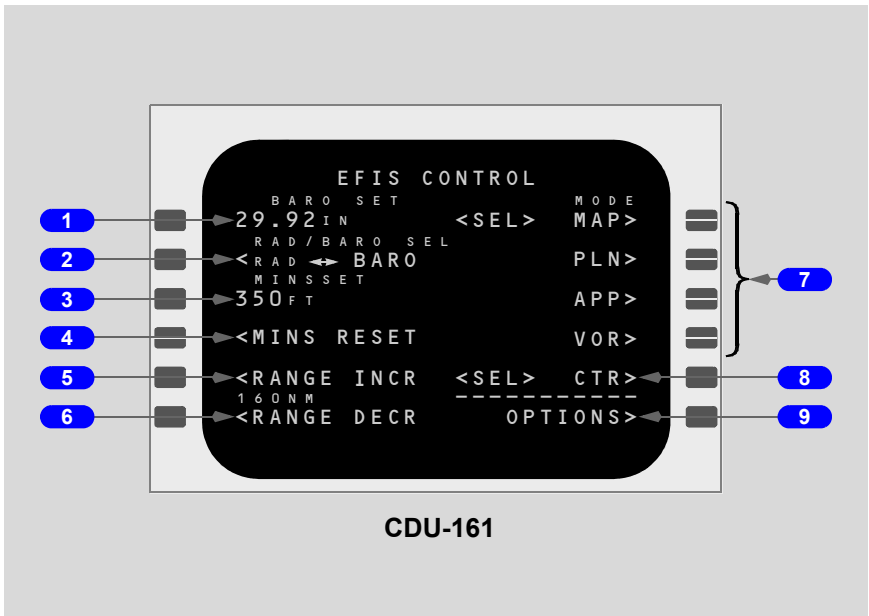 EFIS CONTROL
BARO SET MODE
1 29.92IN <SEL> MAP>
RAD/BARO SEL
2 <RAD ↔ BARO PLN>
MINSSET
3 350FT APP> 7
4 <MINS RESET VOR>
5 <RANGE INCR <SEL> CTR> 8
160NM ------------
6 <RANGE DECR OPTIONS> 9
CDU-161